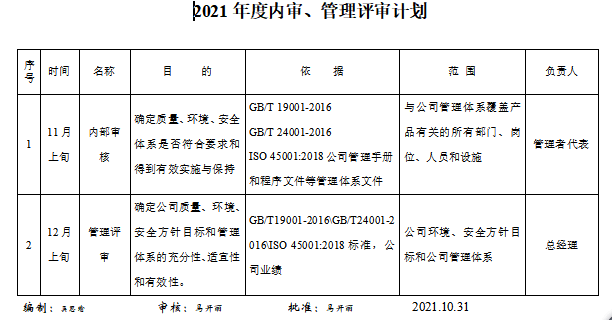 2021 年度内审、管理评审计划
序号 时间 名称 目 的 依 据 范 围 负责人
1 11月上旬 内部审核 确定质量、环境、安全体系是否符合要求和得到有效实施与保持 GB/T 19001-2016 GB/T 24001-2016 ISO 45001:2018 公司管理手册和程序文件等管理体系文件 与公司管理体系覆盖产品有关的所有部门、岗位、人员和设施 管理者代表
2 12月上旬 管理评审 确定公司质量、环境、安全方针目标和管理体系的充分性、适宜性和有效性。 GB/T19001-2016\GB/T24001-2016\ISO 45001:2018 标准，公司业绩 公司环境、安全方针目标和公司管理体系 总经理
编制： 审核：马开丽 批准：马开丽 2021.10.31